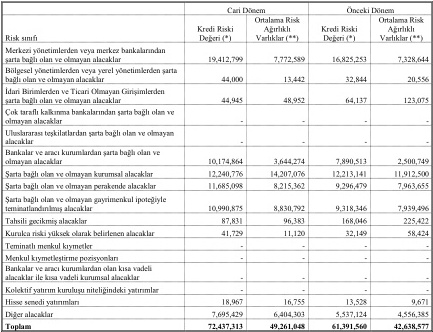 Cari Dönem Önceki Dönem
Risk sınıfı Kredi Riski Değeri (*) Ortalama Risk Ağırlıklı Varlıklar (**) Kredi Riski Değeri (*) Ortalama Risk Ağırlıklı Varlıklar (**)
Merkezi yönetimlerden veya merkez bankalarından
şarta bağlı olan ve olmayan alacaklar 19,412,799 7,772,589 16,825,253 7,328,644
Bölgesel yönetimlerden veya yerel yönetimlerden şarta
bağlı olan ve olmayan alacaklar 44,000 13,442 32,844 20,556
İdari Birimlerden ve Ticari Olmayan Girişimlerden
şarta bağlı olan ve olmayan alacaklar 44,945 48,952 64,137 123,075
Çok taraflı kalkınma bankalarından şarta bağlı olan ve
olmayan alacaklar - - - -
Uluslararası teşkilatlardan şarta bağlı olan ve olmayan
alacaklar - - - -
Bankalar ve aracı kurumlardan şarta bağlı olan ve
olmayan alacaklar 10,174,864 3,644,274 7,890,513 2,500,749
Şarta bağlı olan ve olmayan kurumsal alacaklar 12,240,776 14,207,076 12,213,141 11,912,500
Şarta bağlı olan ve olmayan perakende alacaklar 11,685,098 8,215,362 9,296,479 7,963,655
Şarta bağlı olan ve olmayan gayrimenkul ipoteğiyle
teminatlandırılmış alacaklar 10,990,875 8,830,792 9,318,346 7,939,496
Tahsili gecikmiş alacaklar 87,831 96,383 168,046 225,422
Kurulca riski yüksek olarak belirlenen alacaklar 41,729 11,120 32,149 58,424
Teminatlı menkul kıymetler - - - -
Menkul kıymetleştirme pozisyonları - - - -
Bankalar ve aracı kurumlardan olan kısa vadeli
alacaklar ile kısa vadeli kurumsal alacaklar - - - -
Kolektif yatırım kuruluşu niteliğindeki yatırımlar - - - -
Hisse senedi yatırımları 18,967 16,755 13,528 9,671
Diğer alacaklar 7,695,429 6,404,303 5,537,124 4,556,385
Toplam 72,437,313 49,261,048 61,391,560 42,638,577